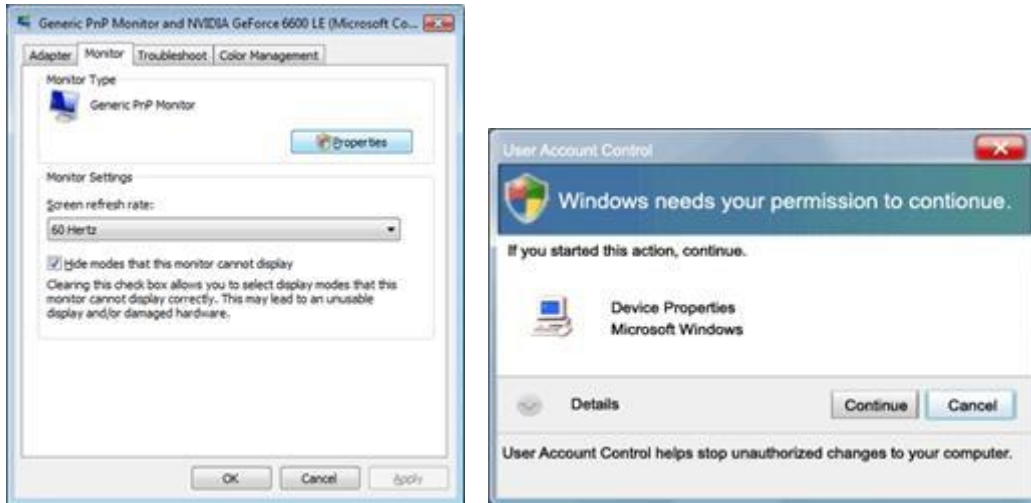 Generic PnP Monitor and NVIDIA GeForce 6600 LE (Microsoft Co...
Adapter Monitor Troubleshoot Color Management
Monitor Type
Generic PnP Monitor
Properties
Monitor Settings
Screen refresh rate:
60 Hertz
Hide modes that this monitor cannot display
Clearing this check box allows you to select display modes that this
monitor cannot display correctly. This may lead to an unusable
display and/or damaged hardware.
OK Cancel Apply
User Account Control
Windows needs your permission to contionue.
If you started this action, continue.
Device Properties
Microsoft Windows
Details Continue Cancel
User Account Control helps stop unauthorized changes to your computer.